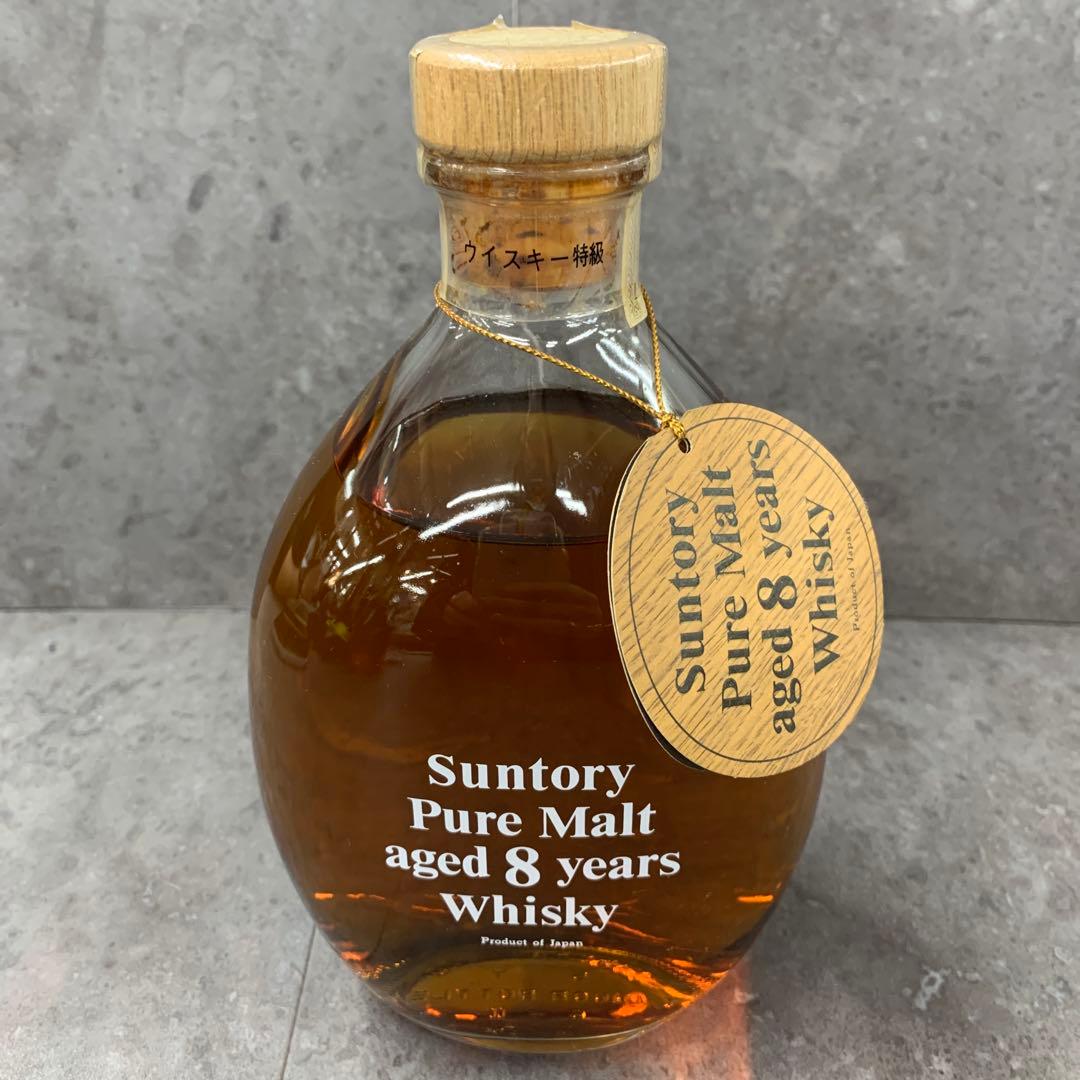 ウイスキー特級
Suntory
Pure Malt
aged 8 years
Whisky
Product of Japan
Suntory
Pure Malt
aged 8 years
Whisky
Product of Japan